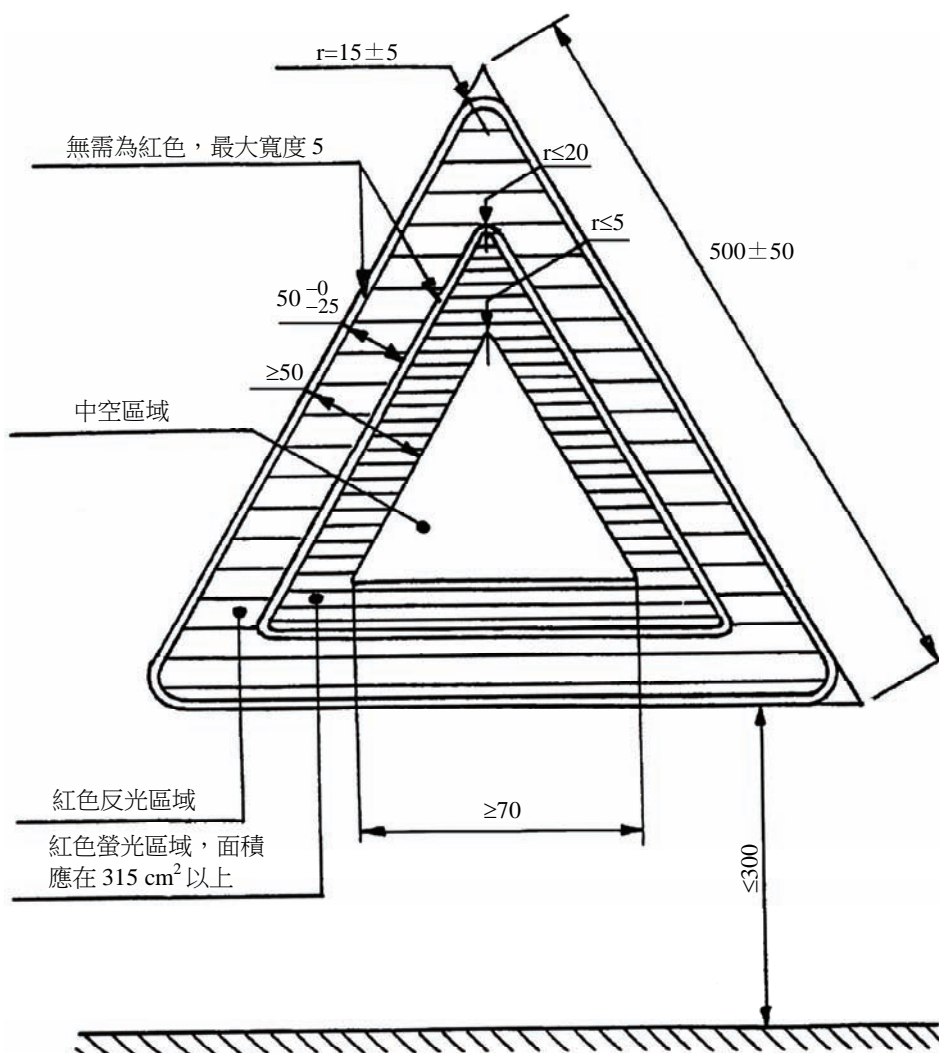 r=15±5
無需為紅色，最大寬度 5
r≤20
r≤5
500±50
50 –0 –25
≥50
中空區域
紅色反光區域
≥70
紅色螢光區域，面積
應在 315 cm² 以上
≤300